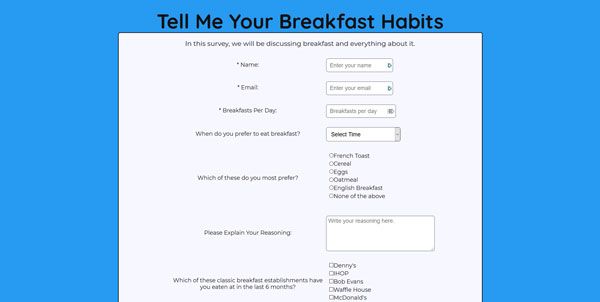 Tell Me Your Breakfast Habits
In this survey, we will be discussing breakfast and everything about it.
* Name:
Enter your name
* Email:
Enter your email
* Breakfasts Per Day:
Breakfasts per day
When do you prefer to eat breakfast?
Select Time
Which of these do you most prefer?
French Toast
Cereal
Eggs
Oatmeal
English Breakfast
None of the above
Please Explain Your Reasoning:
Write your reasoning here.
Which of these classic breakfast establishments have
you eaten at in the last 6 months?
Denny's
IHOP
Bob Evans
Waffle House
McDonald's